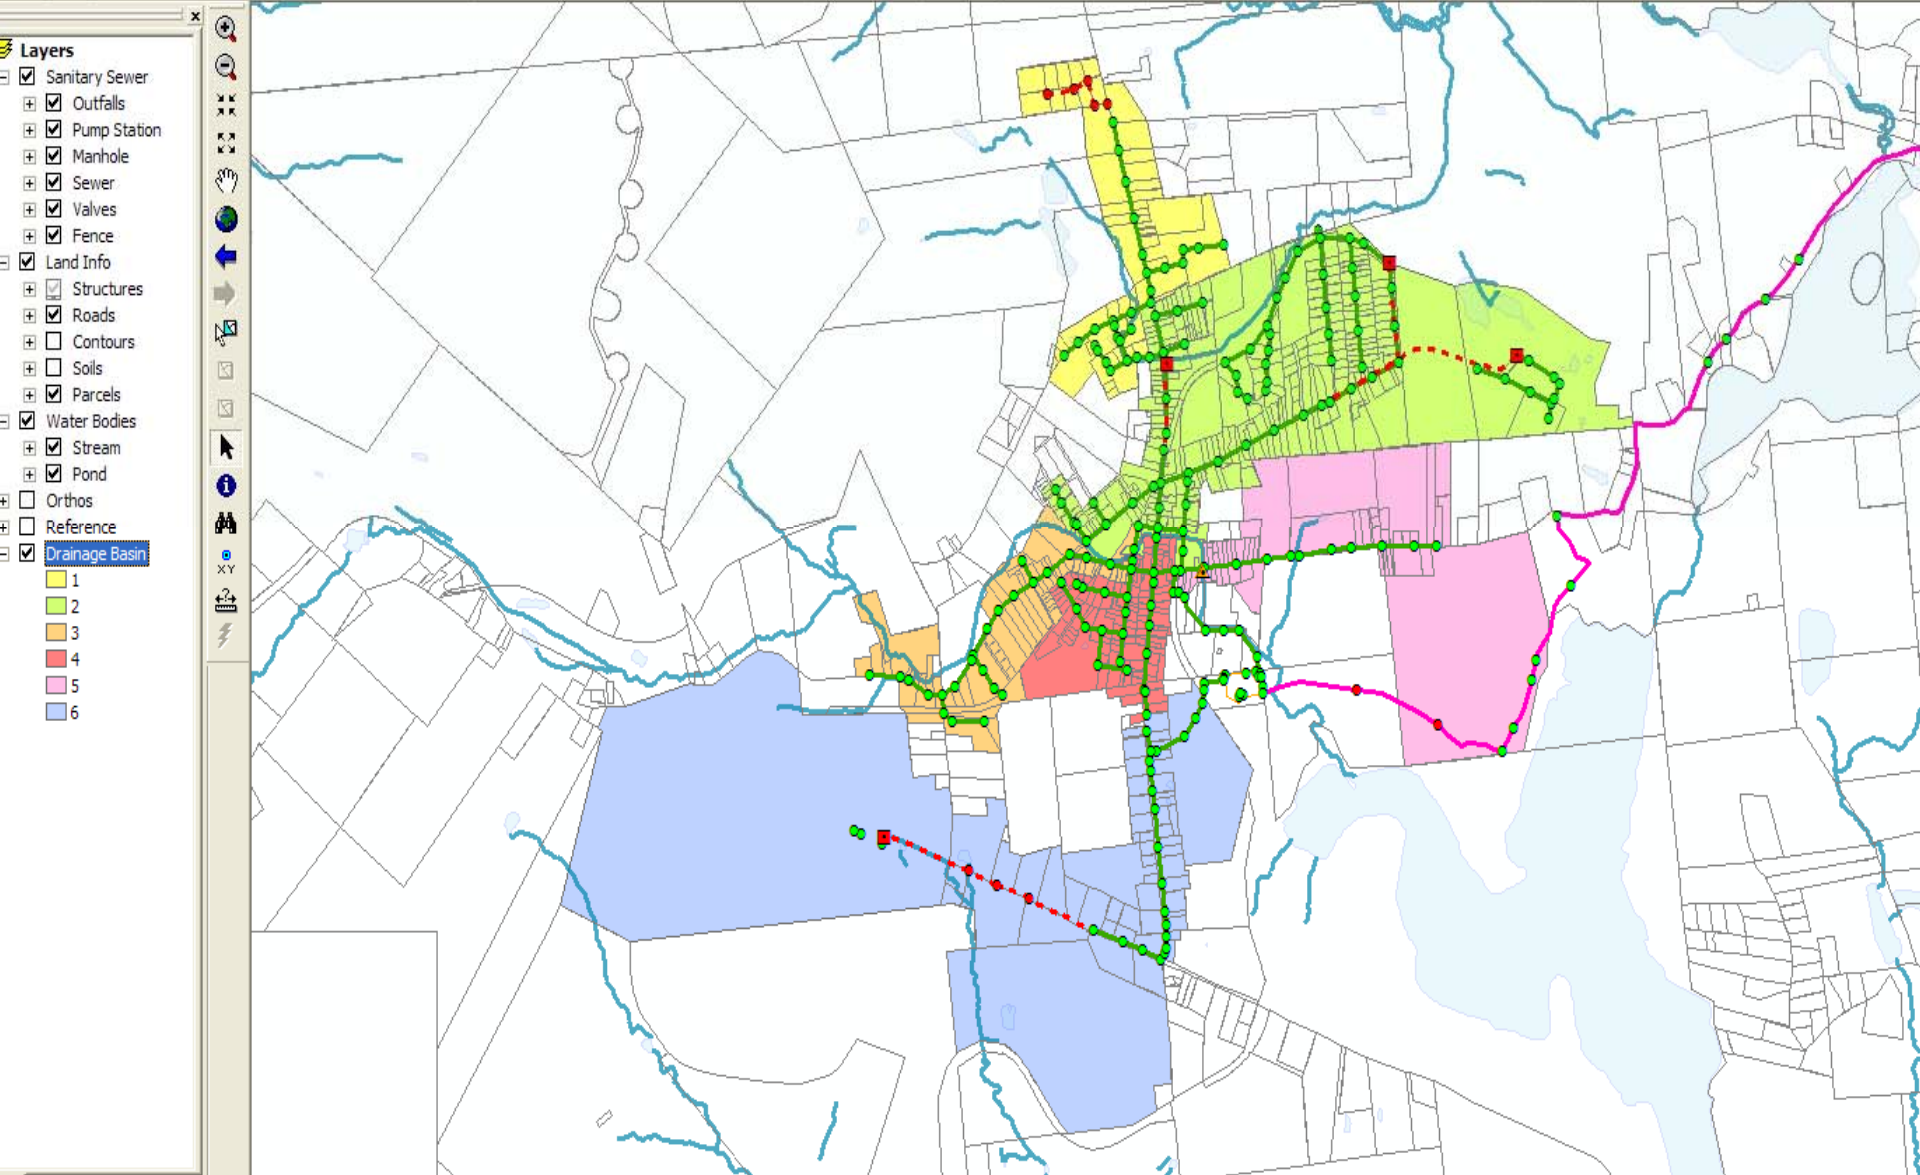 Layers
Sanitary Sewer
Outfalls
Pump Station
Manhole
Sewer
Valves
Fence
Land Info
Structures
Roads
Contours
Soils
Parcels
Water Bodies
Stream
Pond
Orthos
Reference
Drainage Basin
1
2
3
4
5
6
XY